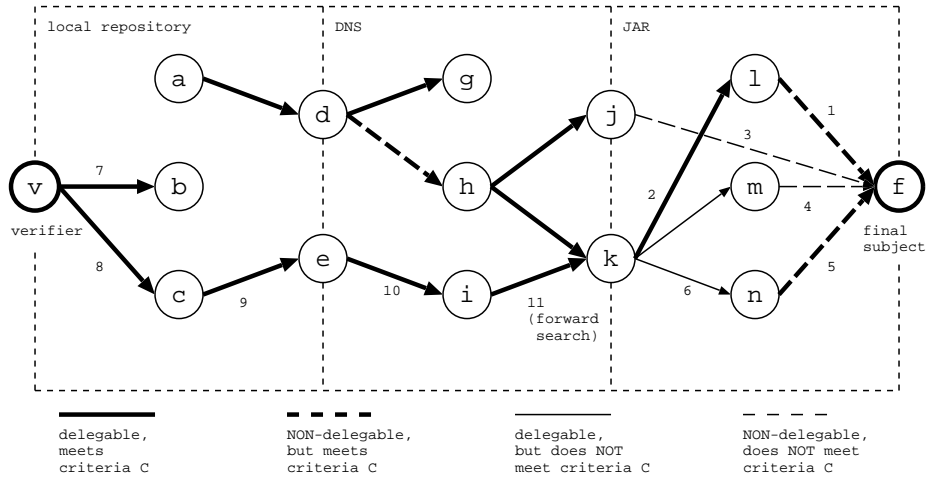 local repository
DNS
JAR
a
g
l
1
d
j
3
v
7
b
h
2
m
4
f
verifier
final
subject
8
e
k
5
c
9
10
i
11
(forward
search)
6
n
delegable,
meets
criteria C
NON-delegable,
but meets
criteria C
delegable,
but does NOT
meet criteria C
NON-delegable,
does NOT meet
criteria C